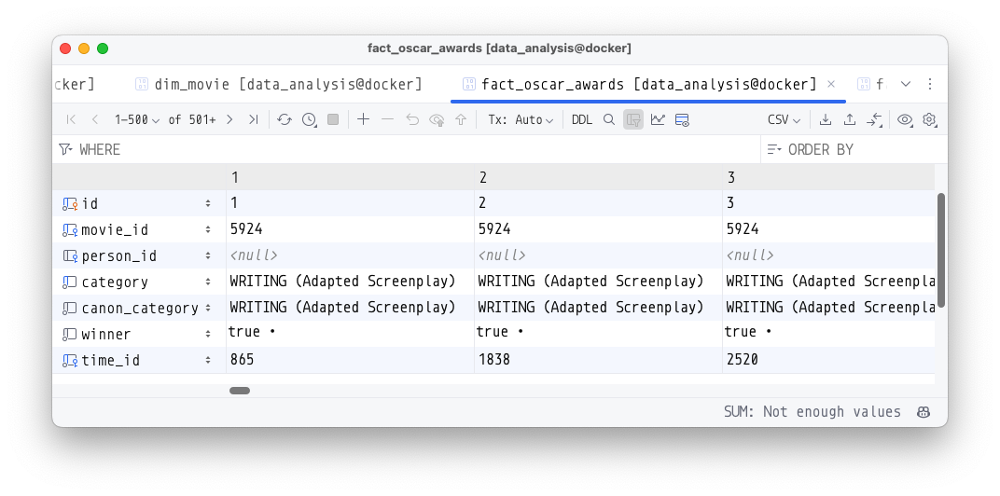 fact_oscar_awards [data_analysis@docker]
cker] dim_movie [data_analysis@docker] fact_oscar_awards [data_analysis@docker] × f
1-500 of 501+ Tx: Auto DDL CSV
WHERE ORDER BY
1 2 3
id 1 2 3
movie_id 5924 5924 5924
person_id <null> <null> <null>
category WRITING (Adapted Screenplay) WRITING (Adapted Screenplay) WRITING (Adapted Screenpla
canon_category WRITING (Adapted Screenplay) WRITING (Adapted Screenplay) WRITING (Adapted Screenpla
winner true • true • true •
time_id 865 1838 2520
SUM: Not enough values